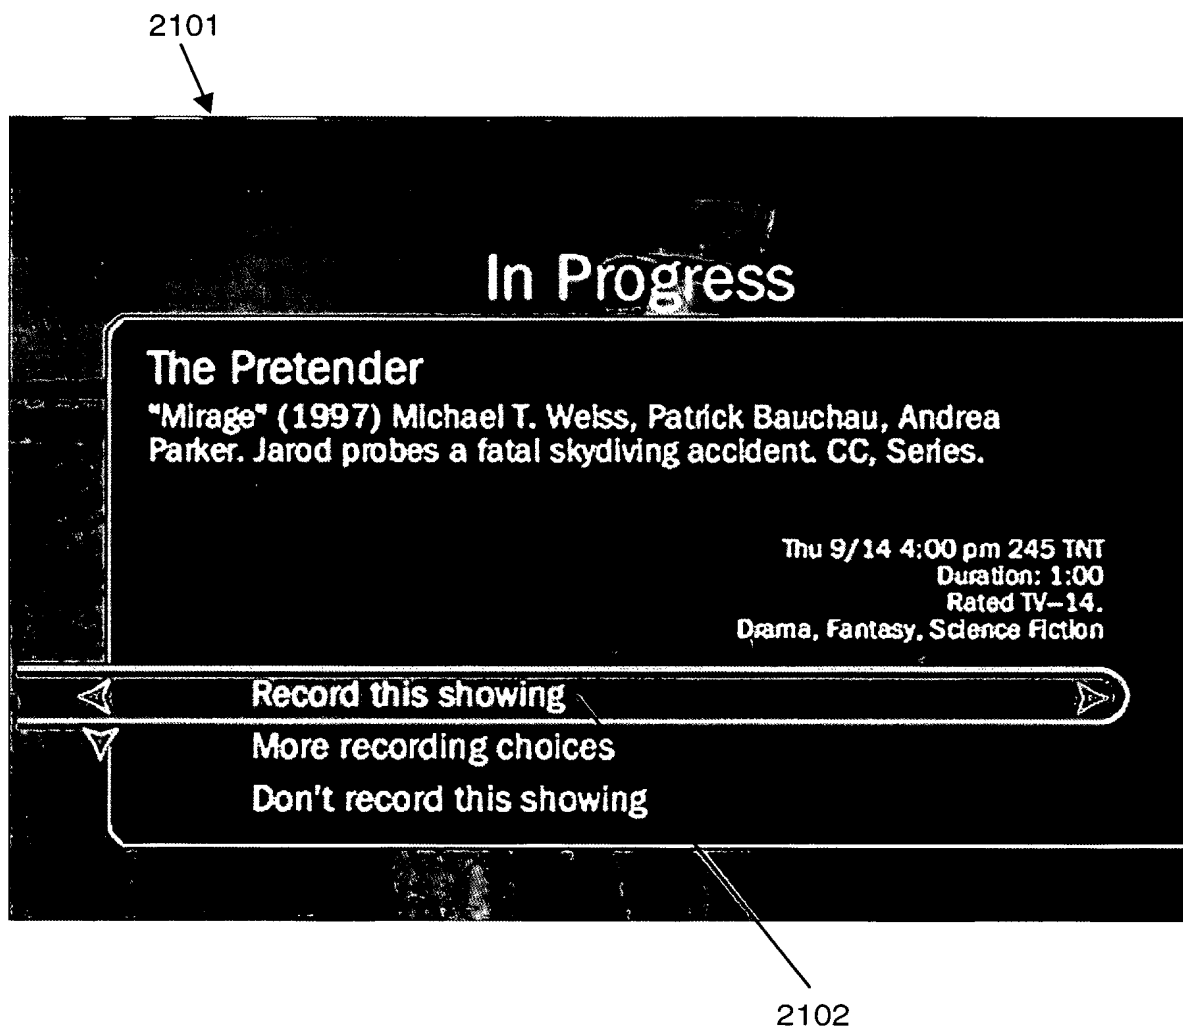 2101
In Progress
The Pretender
"Mirage" (1997) Michael T. Weiss, Patrick Bauchau, Andrea
Parker. Jarod probes a fatal skydiving accident. CC, Series.
Thu 9/14 4:00 pm 245 TNT
Duration: 1:00
Rated TV-14.
Drama, Fantasy, Science Fiction
Record this showing
More recording choices
Don't record this showing
2102